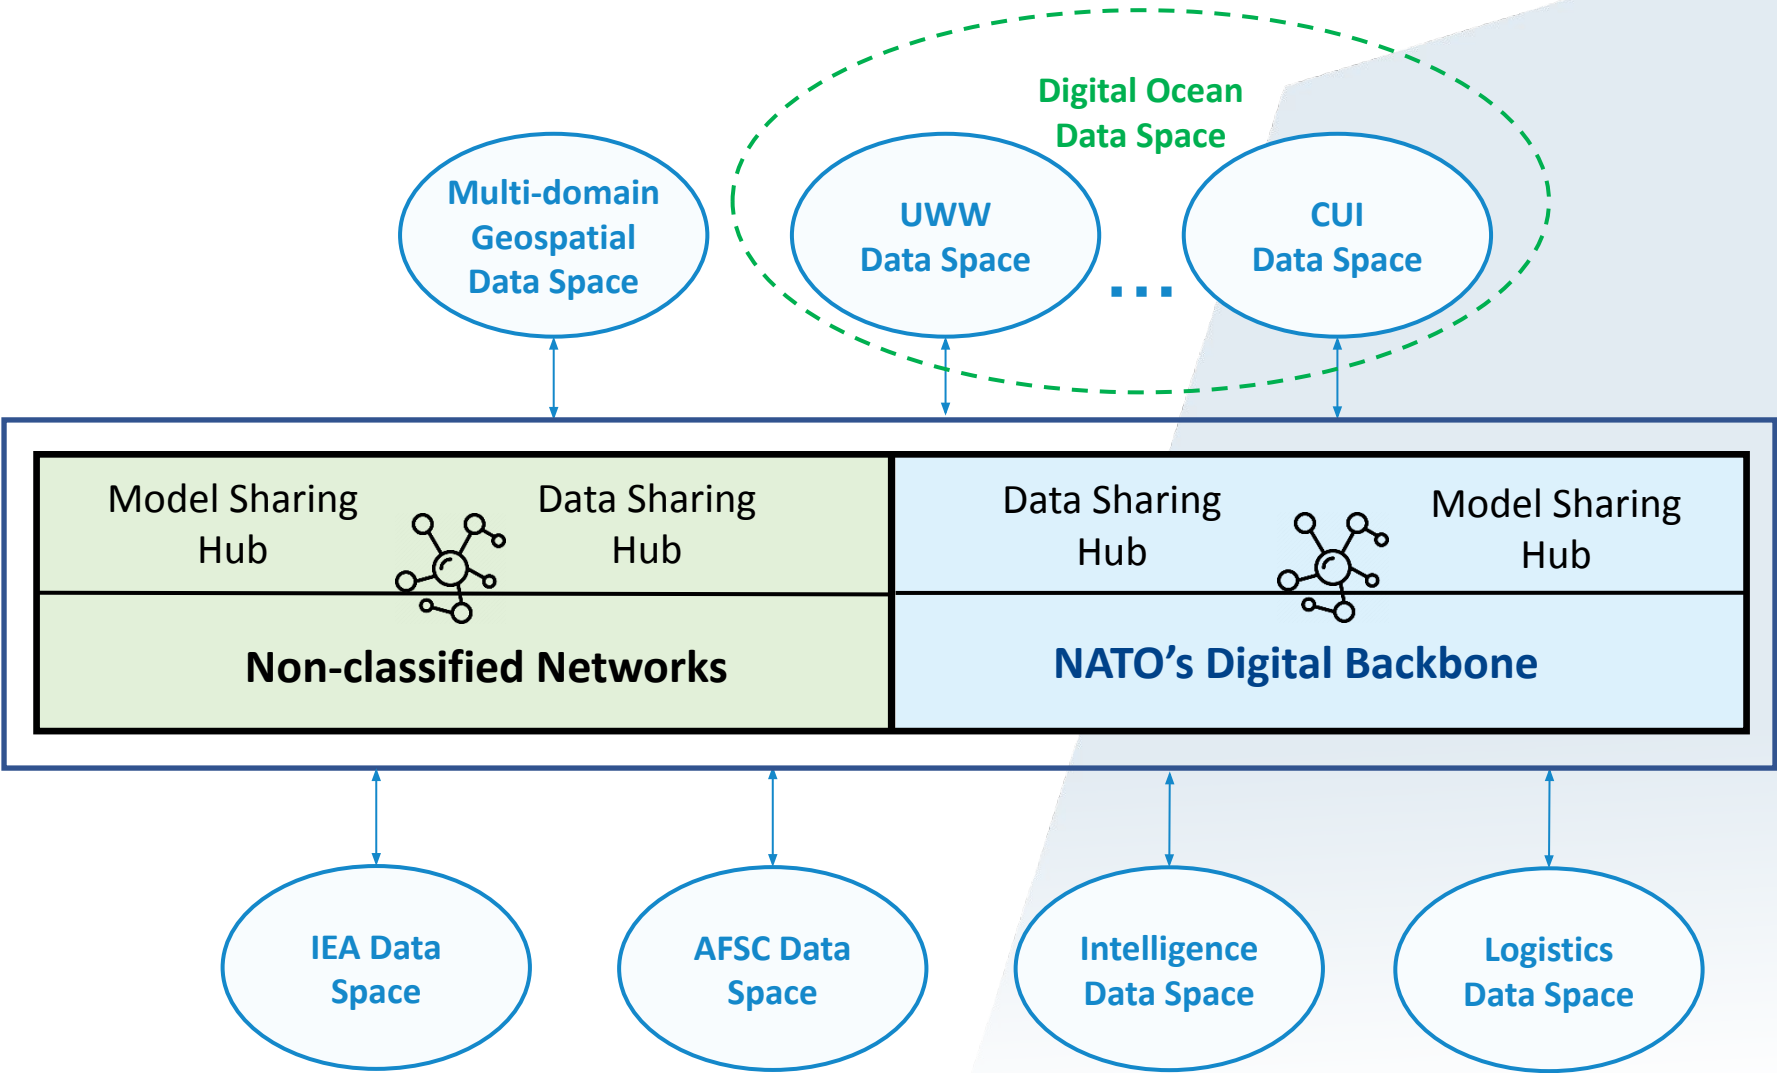 Digital Ocean
Data Space
Multi-domain
Geospatial
Data Space
UWW
Data Space
...
CUI
Data Space
Model Sharing
Hub
Data Sharing
Hub
Data Sharing
Hub
Model Sharing
Hub
Non-classified Networks
NATO’s Digital Backbone
IEA Data
Space
AFSC Data
Space
Intelligence
Data Space
Logistics
Data Space